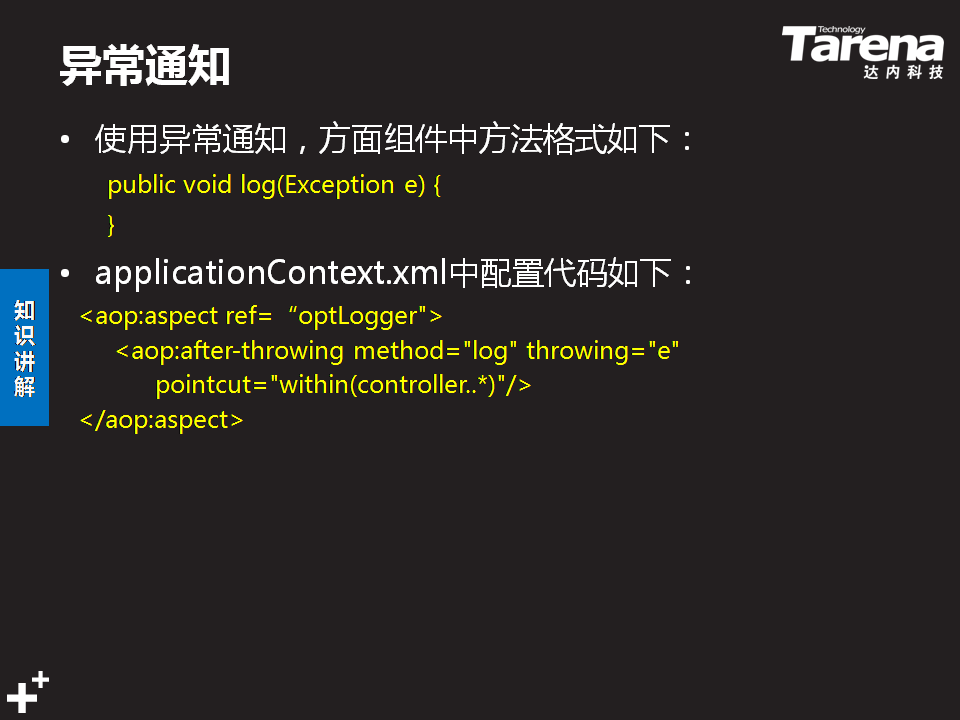 Technology
Tarena
达内科技
异常通知
• 使用异常通知，方面组件中方法格式如下：
public void log(Exception e) {
}
• applicationContext.xml中配置代码如下：
<aop:aspect ref=“optLogger">
<aop:after-throwing method="log" throwing="e"
pointcut="within(controller..*)"/>
</aop:aspect>
知识讲解